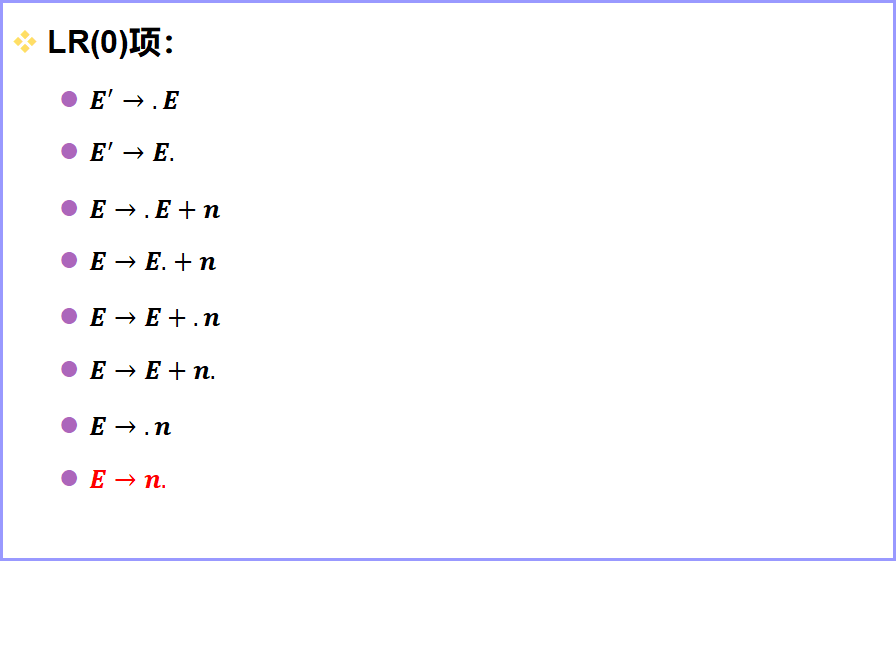 LR(0)项：
E′ → . E
E′ → E.
E → . E + n
E → E. + n
E → E + . n
E → E + n.
E → . n
E → n.